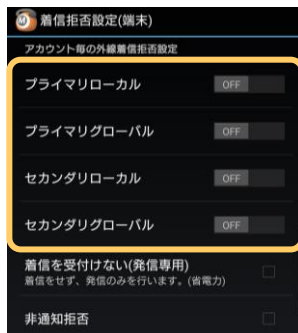 着信拒否設定(端末)
アカウント毎の外線着信拒否設定
プライマリローカル OFF
プライマリグローバル OFF
セカンダリローカル OFF
セカンダリグローバル OFF
着信を受付けない(発信専用)
着信をせず、発信のみを行います。(省電力)
非通知拒否